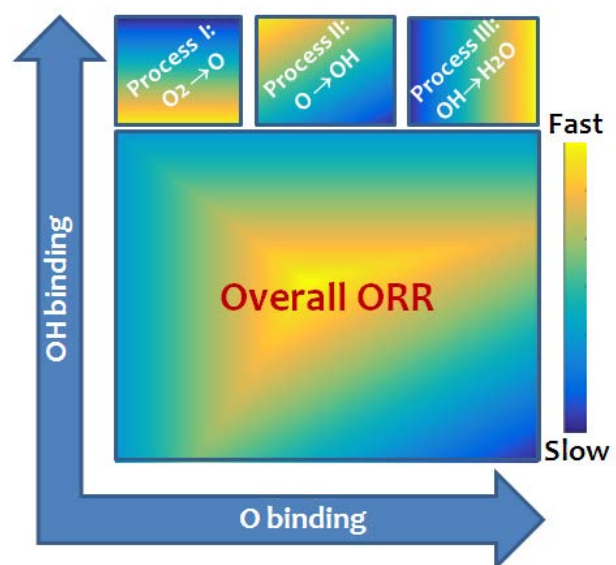 Process I:
O2 → O
Process II:
O → OH
Process III:
OH → H2O
Fast
OH binding
Overall ORR
Slow
O binding